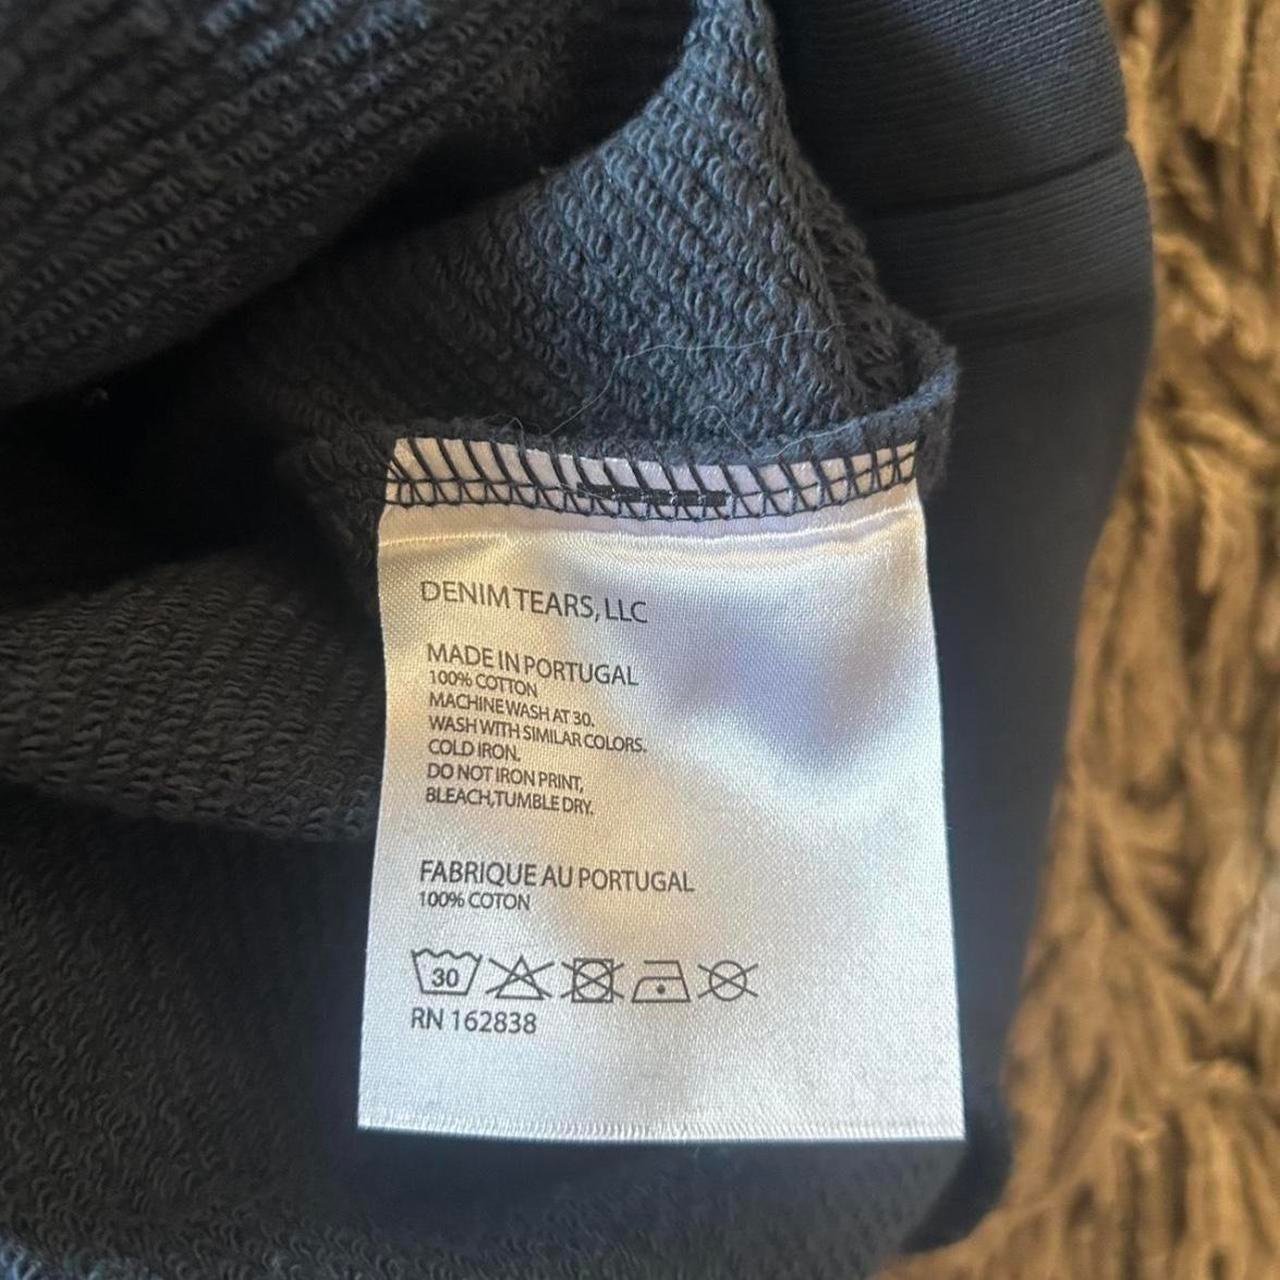 DENIM TEARS, LLC
MADE IN PORTUGAL
100% COTTON
MACHINE WASH AT 30.
WASH WITH SIMILAR COLORS.
COLD IRON.
DO NOT IRON PRINT,
BLEACH,TUMBLE DRY.
FABRIQUE AU PORTUGAL
100% COTON
30
RN 162838